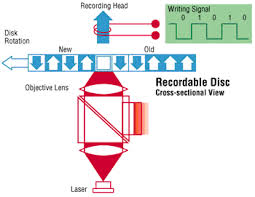 Recording Head
Writing Signal
0 1 0 1 0
Disk
Rotation
New
Old
Objective Lens
Recordable Disc
Cross-sectional View
Laser